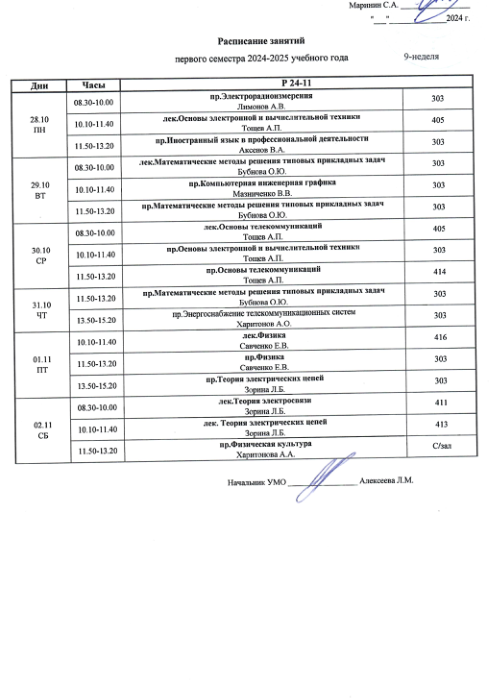 Маринин С.А. ____________
"___"____________2024 г.
Расписание занятий
первого семестра 2024-2025 учебного года 9-неделя
Дни Часы Р 24-11
28.10
ПН
08.30-10.00 пр.Электрорадиоизмерения 303
Лимонов А.В.
10.10-11.40 лек.Основы электронной и вычислительной техники 405
Тощев А.П.
11.50-13.20 пр.Иностранный язык в профессиональной деятельности 303
Аксенов В.А.
29.10
ВТ
08.30-10.00 лек.Математические методы решения типовых прикладных задач 303
Бубнова О.Ю.
10.10-11.40 пр.Компьютерная инженерная графика 303
Мазниченко В.В.
11.50-13.20 пр.Математические методы решения типовых прикладных задач 303
Бубнова О.Ю.
30.10
СР
08.30-10.00 лек.Основы телекоммуникаций 405
Тощев А.П.
10.10-11.40 пр.Основы электронной и вычислительной техники 303
Тощев А.П.
11.50-13.20 пр.Основы телекоммуникаций 414
Тощев А.П.
31.10
ЧТ
11.50-13.20 пр.Математические методы решения типовых прикладных задач 303
Бубнова О.Ю.
13.50-15.20 пр.Энергоснабжение телекоммуникационных систем 303
Харитонов А.О.
01.11
ПТ
10.10-11.40 лек.Физика 416
Савченко Е.В.
11.50-13.20 пр.Физика 303
Савченко Е.В.
13.50-15.20 пр.Теория электрических цепей 303
Зорина Л.Б.
02.11
СБ
08.30-10.00 лек.Теория электросвязи 411
Зорина Л.Б.
10.10-11.40 лек. Теория электрических цепей 413
Зорина Л.Б.
11.50-13.20 пр.Физическая культура С/зал
Харитонова А.А.
Начальник УМО ____________ Алексеева Л.М.